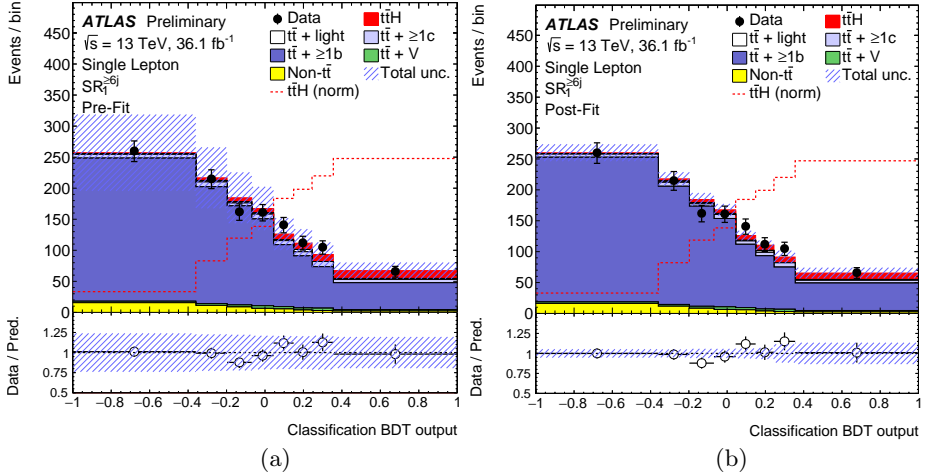 Events / bin
500
450
400
350
300
250
200
150
100
50
0
ATLAS Preliminary
√s = 13 TeV, 36.1 fb⁻¹
Single Lepton
SR₁^≥6j
Pre-Fit
Data
tt̄H
tt̄ + light
tt̄ + ≥1c
tt̄ + ≥1b
tt̄ + V
Non-tt̄
Total unc.
tt̄H (norm)
Data / Pred.
1.25
1
0.75
0.5
−1 −0.8 −0.6 −0.4 −0.2 0 0.2 0.4 0.6 0.8 1
Classification BDT output
(a)
Events / bin
500
450
400
350
300
250
200
150
100
50
0
ATLAS Preliminary
√s = 13 TeV, 36.1 fb⁻¹
Single Lepton
SR₁^≥6j
Post-Fit
Data
tt̄H
tt̄ + light
tt̄ + ≥1c
tt̄ + ≥1b
tt̄ + V
Non-tt̄
Total unc.
tt̄H (norm)
Data / Pred.
1.25
1
0.75
0.5
−1 −0.8 −0.6 −0.4 −0.2 0 0.2 0.4 0.6 0.8 1
Classification BDT output
(b)